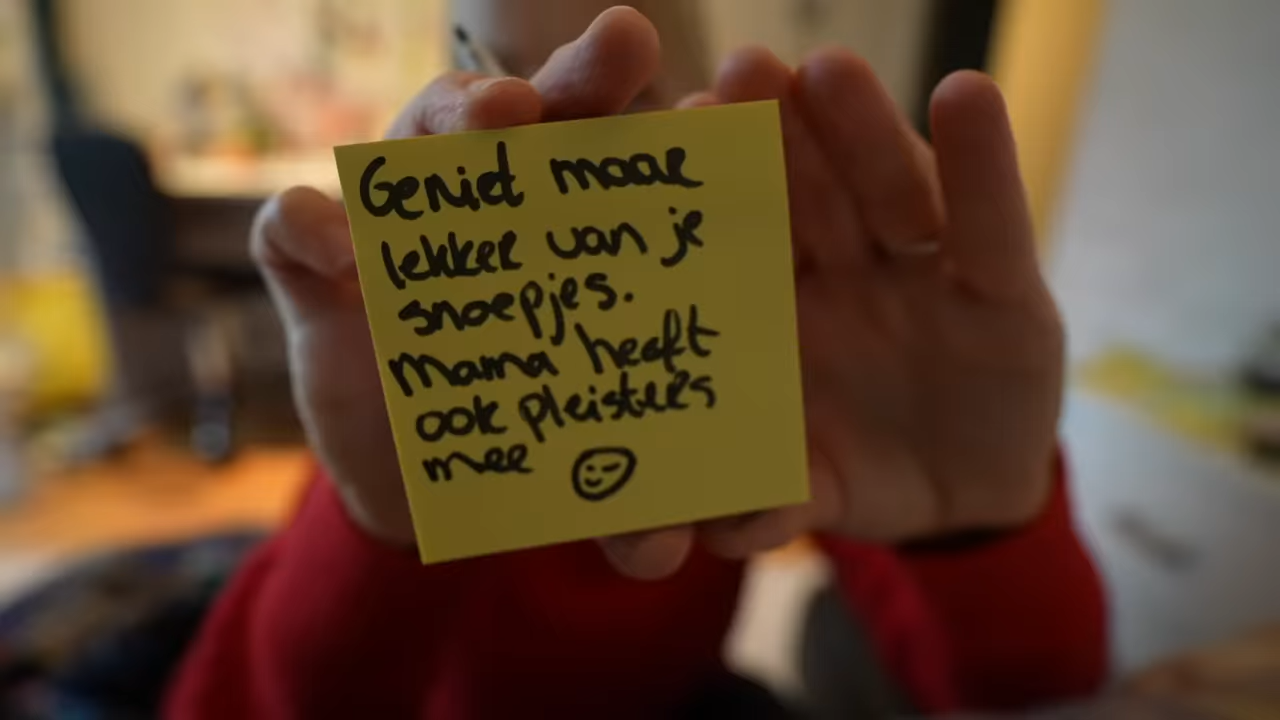 Geniet maar
lekker van je
snoepjes.
Mama heeft
ook pleisters
mee